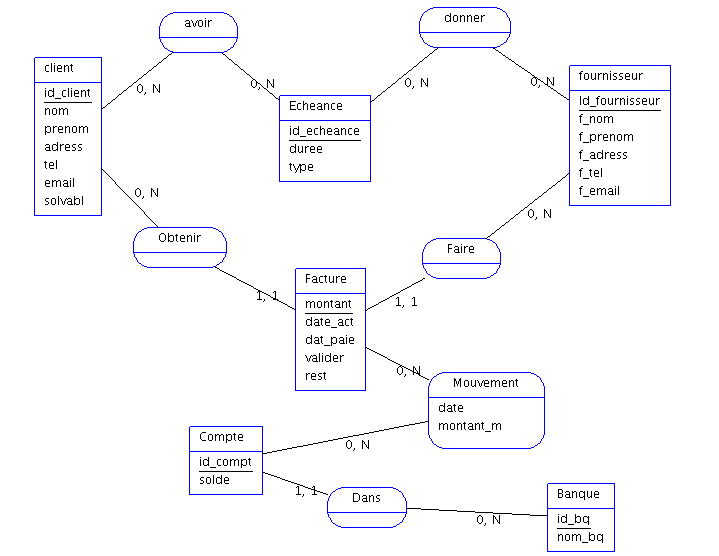 avoir
donner
client
id_client
nom
prenom
adress
tel
email
solvabl
0, N
0, N
Echeance
id_echeance
duree
type
0, N
0, N
fournisseur
Id_fournisseur
f_nom
f_prenom
f_adress
f_tel
f_email
0, N
Obtenir
1, 1
0, N
Faire
1, 1
Facture
montant
date_act
dat_paie
valider
rest
0, N
Mouvement
date
montant_m
Compte
id_compt
solde
0, N
1, 1
Dans
0, N
Banque
id_bq
nom_bq